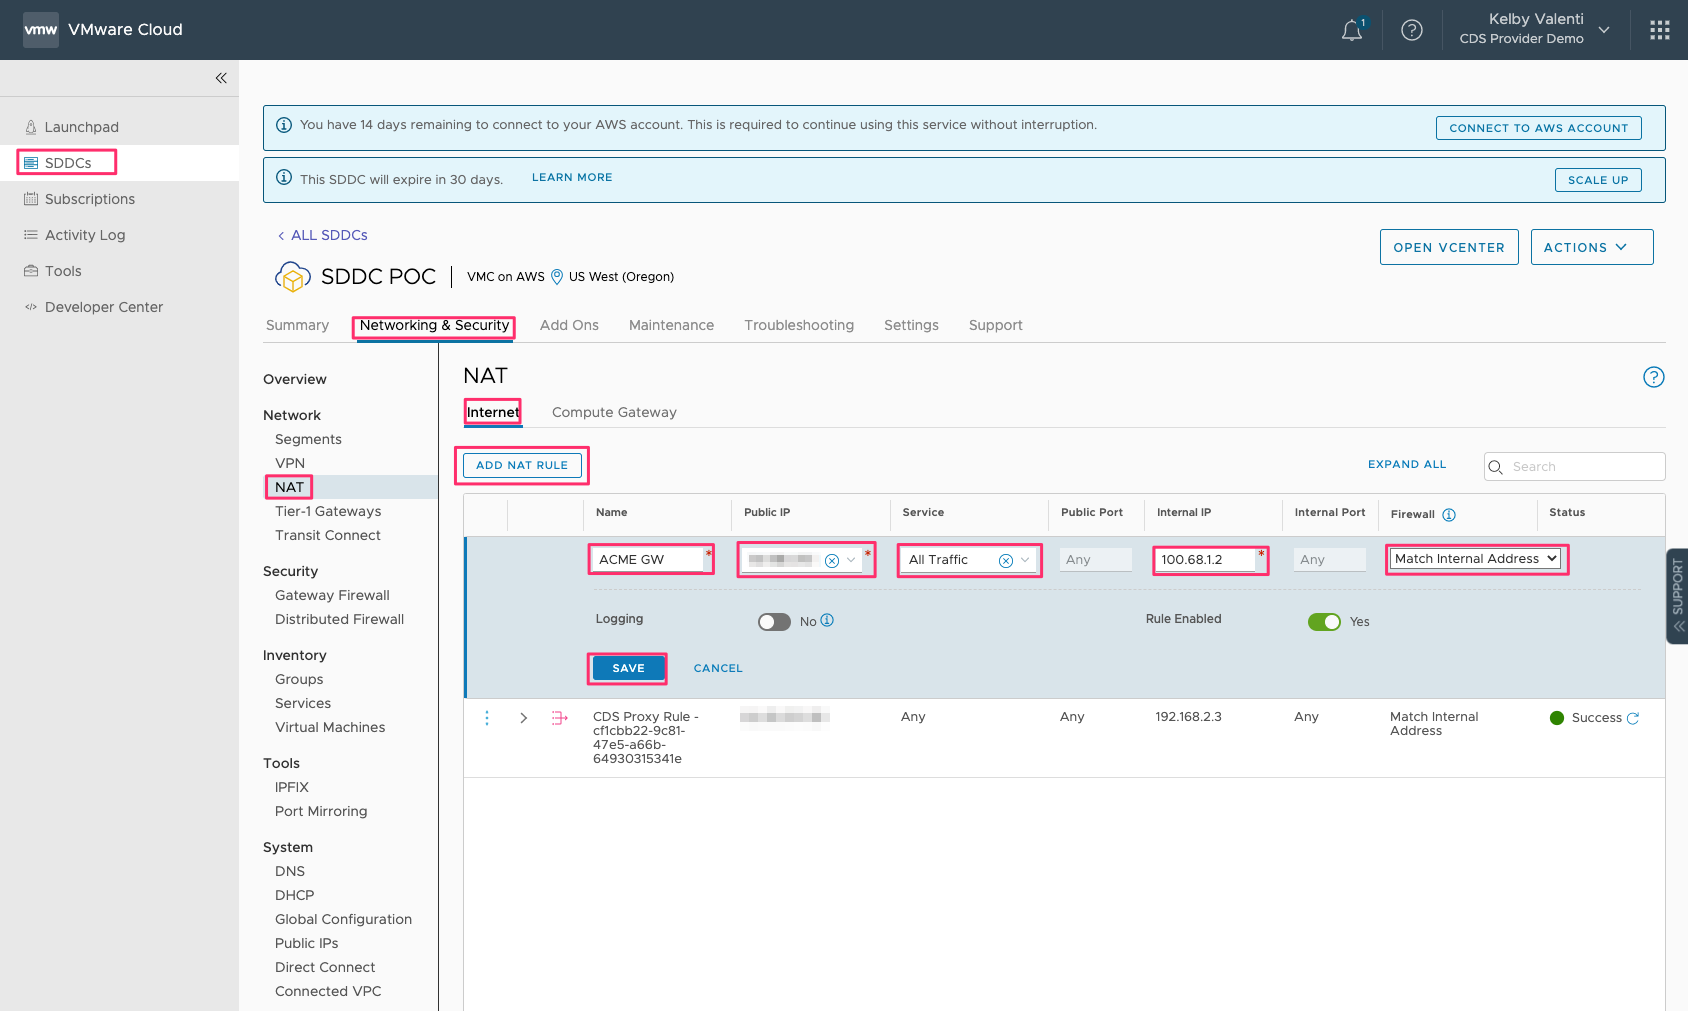 vmw VMware Cloud
1
Kelby Valenti
CDS Provider Demo
Launchpad
SDDCs
Subscriptions
Activity Log
Tools
Developer Center
You have 14 days remaining to connect to your AWS account. This is required to continue using this service without interruption.
CONNECT TO AWS ACCOUNT
This SDDC will expire in 30 days. LEARN MORE
SCALE UP
ALL SDDCs
OPEN VCENTER
ACTIONS
SDDC POC
VMC on AWS US West (Oregon)
Summary Networking & Security Add Ons Maintenance Troubleshooting Settings Support
Overview
Network
Segments
VPN
NAT
Tier-1 Gateways
Transit Connect
Security
Gateway Firewall
Distributed Firewall
Inventory
Groups
Services
Virtual Machines
Tools
IPFIX
Port Mirroring
System
DNS
DHCP
Global Configuration
Public IPs
Direct Connect
Connected VPC
NAT
Internet Compute Gateway
ADD NAT RULE
EXPAND ALL
Search
Name Public IP Service Public Port Internal IP Internal Port Firewall Status
ACME GW * * All Traffic Any 100.68.1.2 * Any Match Internal Address
Logging No Rule Enabled Yes
SAVE CANCEL
CDS Proxy Rule - Any Any 192.168.2.3 Any Match Internal Success
cf1cbb22-9c81- Address
47e5-a66b-
64930315341e
SUPPORT